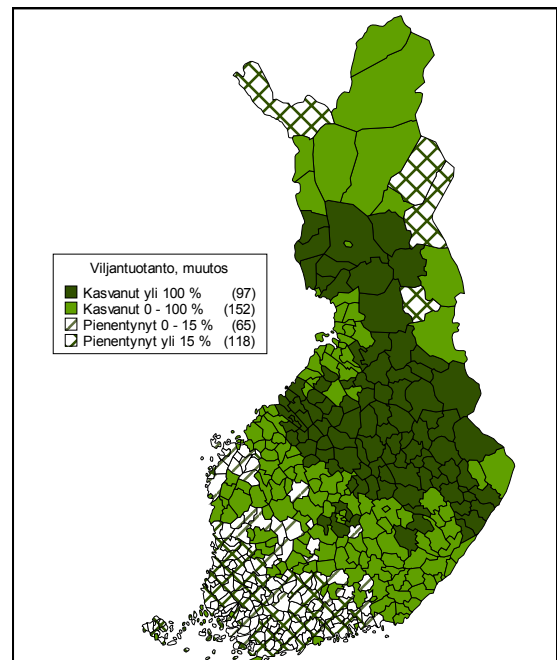 Viljantuotanto, muutos
Kasvanut yli 100 % (97)
Kasvanut 0 - 100 % (152)
Pienentynyt 0 - 15 % (65)
Pienentynyt yli 15 % (118)